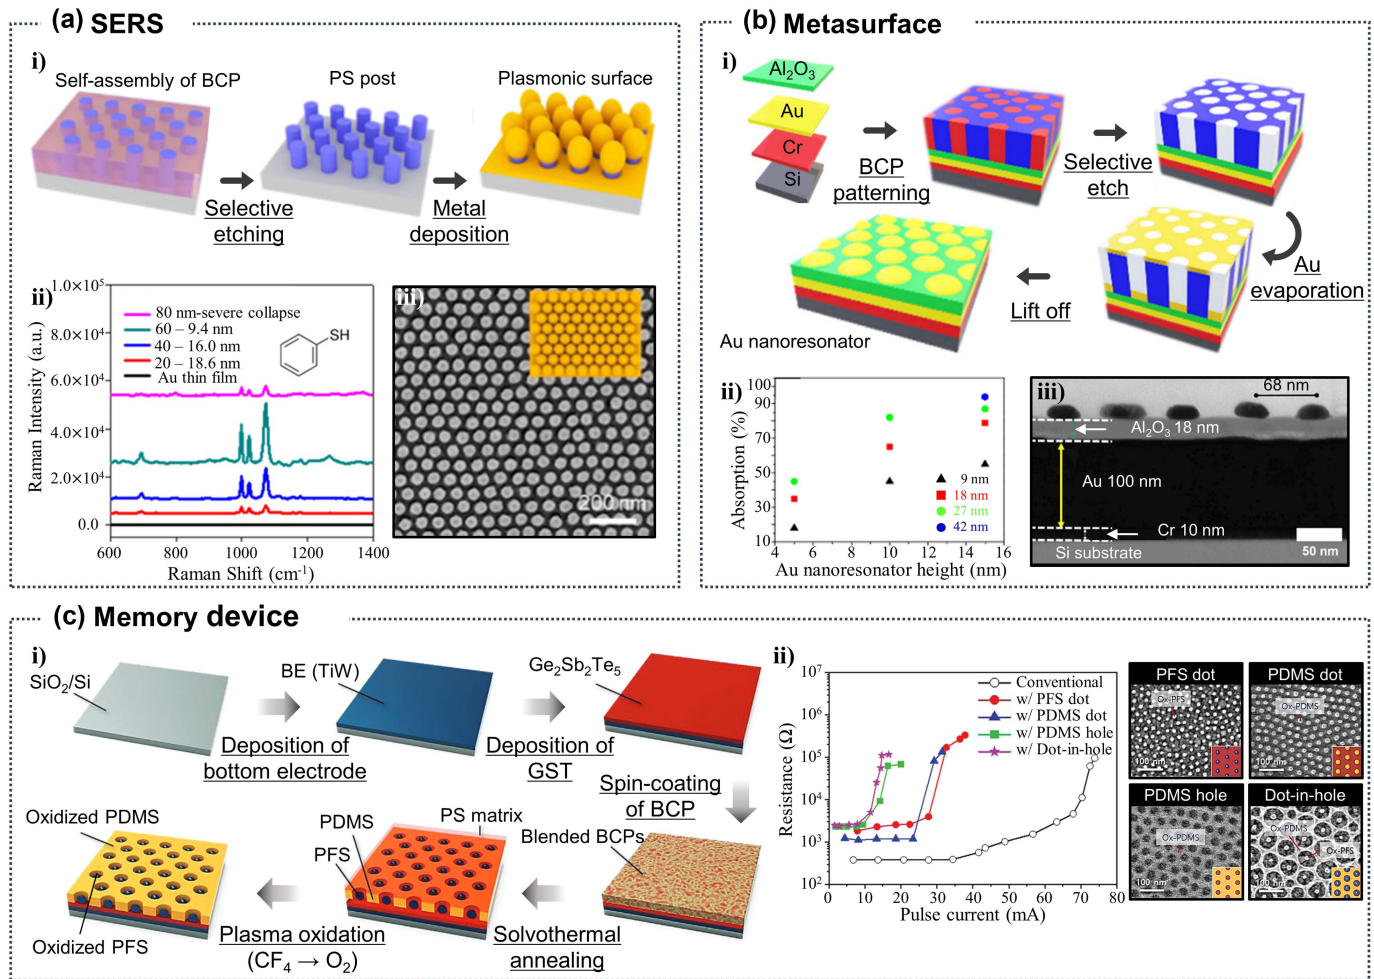 (a) SERS
i)
Self-assembly of BCP
PS post
Plasmonic surface
Selective
etching
Metal
deposition
ii)
1.0×10⁵
8.0×10⁴
6.0×10⁴
4.0×10⁴
2.0×10⁴
0.0
Raman Intensity (a.u.)
80 nm-severe collapse
60 – 9.4 nm
40 – 16.0 nm
20 – 18.6 nm
Au thin film
SH
600
800
1000
1200
1400
Raman Shift (cm⁻¹)
iii)
200 nm
(b) Metasurface
i)
Al₂O₃
Au
Cr
Si
BCP
patterning
Selective
etch
Au
evaporation
Lift off
Au nanoresonator
ii)
Absorption (%)
90
70
50
30
10
9 nm
18 nm
27 nm
42 nm
4
6
8
10
12
14
16
Au nanoresonator height (nm)
iii)
68 nm
Al₂O₃ 18 nm
Au 100 nm
Cr 10 nm
Si substrate
50 nm
(c) Memory device
i)
SiO₂/Si
BE (TiW)
Ge₂Sb₂Te₅
Deposition of
bottom electrode
Deposition of
GST
Spin-coating
of BCP
Blended BCPs
Solvothermal
annealing
PS matrix
PDMS
PFS
Plasma oxidation
(CF₄ → O₂)
Oxidized PDMS
Oxidized PFS
ii)
Resistance (Ω)
10⁷
10⁶
10⁵
10⁴
10³
10²
Conventional
w/ PFS dot
w/ PDMS dot
w/ PDMS hole
w/ Dot-in-hole
0
10
20
30
40
50
60
70
80
Pulse current (mA)
PFS dot
Ox-PFS
100 nm
PDMS dot
Ox-PDMS
100 nm
PDMS hole
Ox-PDMS
100 nm
Dot-in-hole
Ox-PDMS
Ox-PFS
100 nm